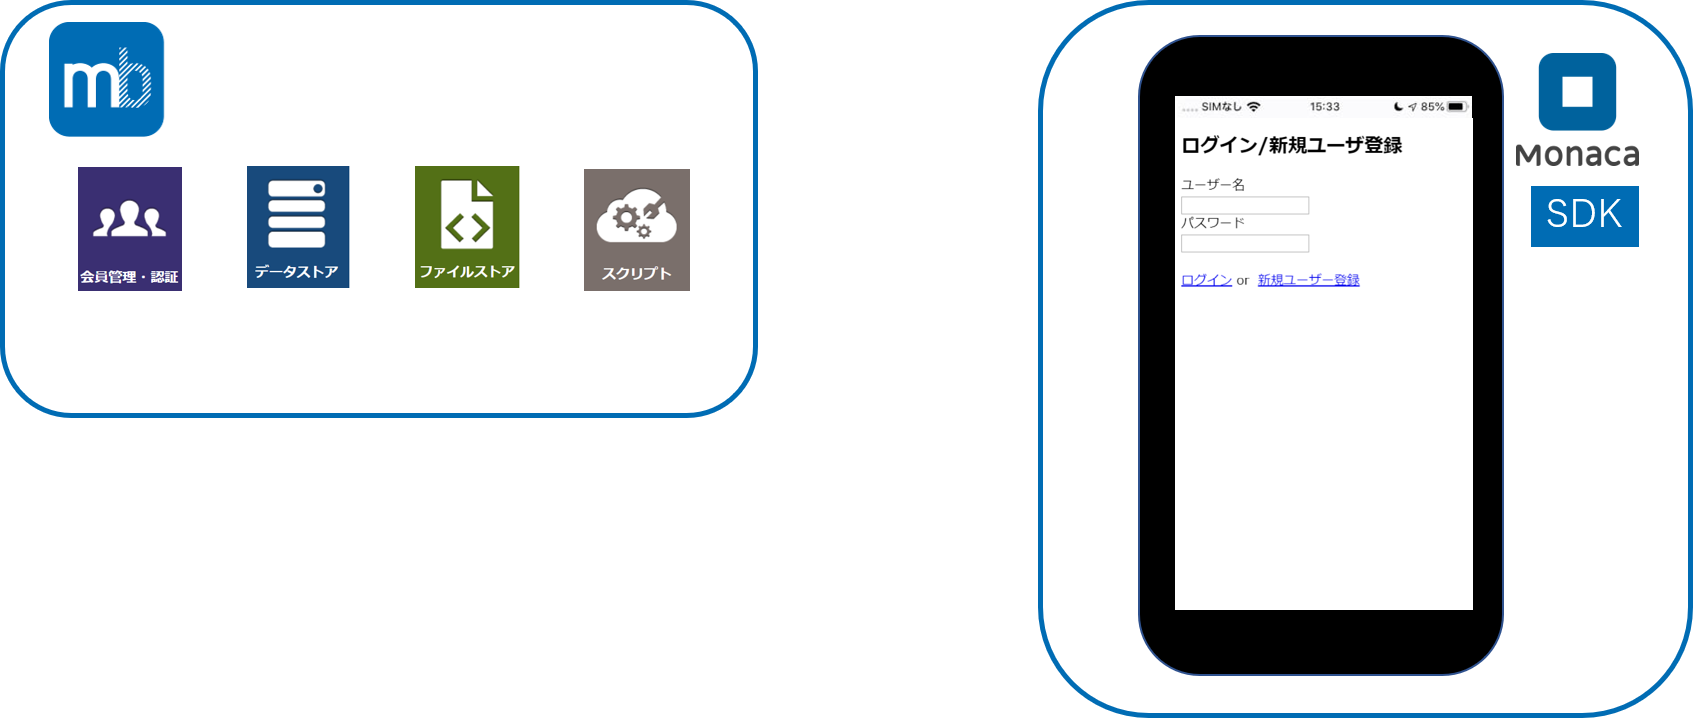 mb
会員管理・認証
データストア
ファイルストア
スクリプト
SIMなし 15:33 85%
ログイン/新規ユーザ登録
ユーザー名
パスワード
ログイン or 新規ユーザー登録
Monaca
SDK